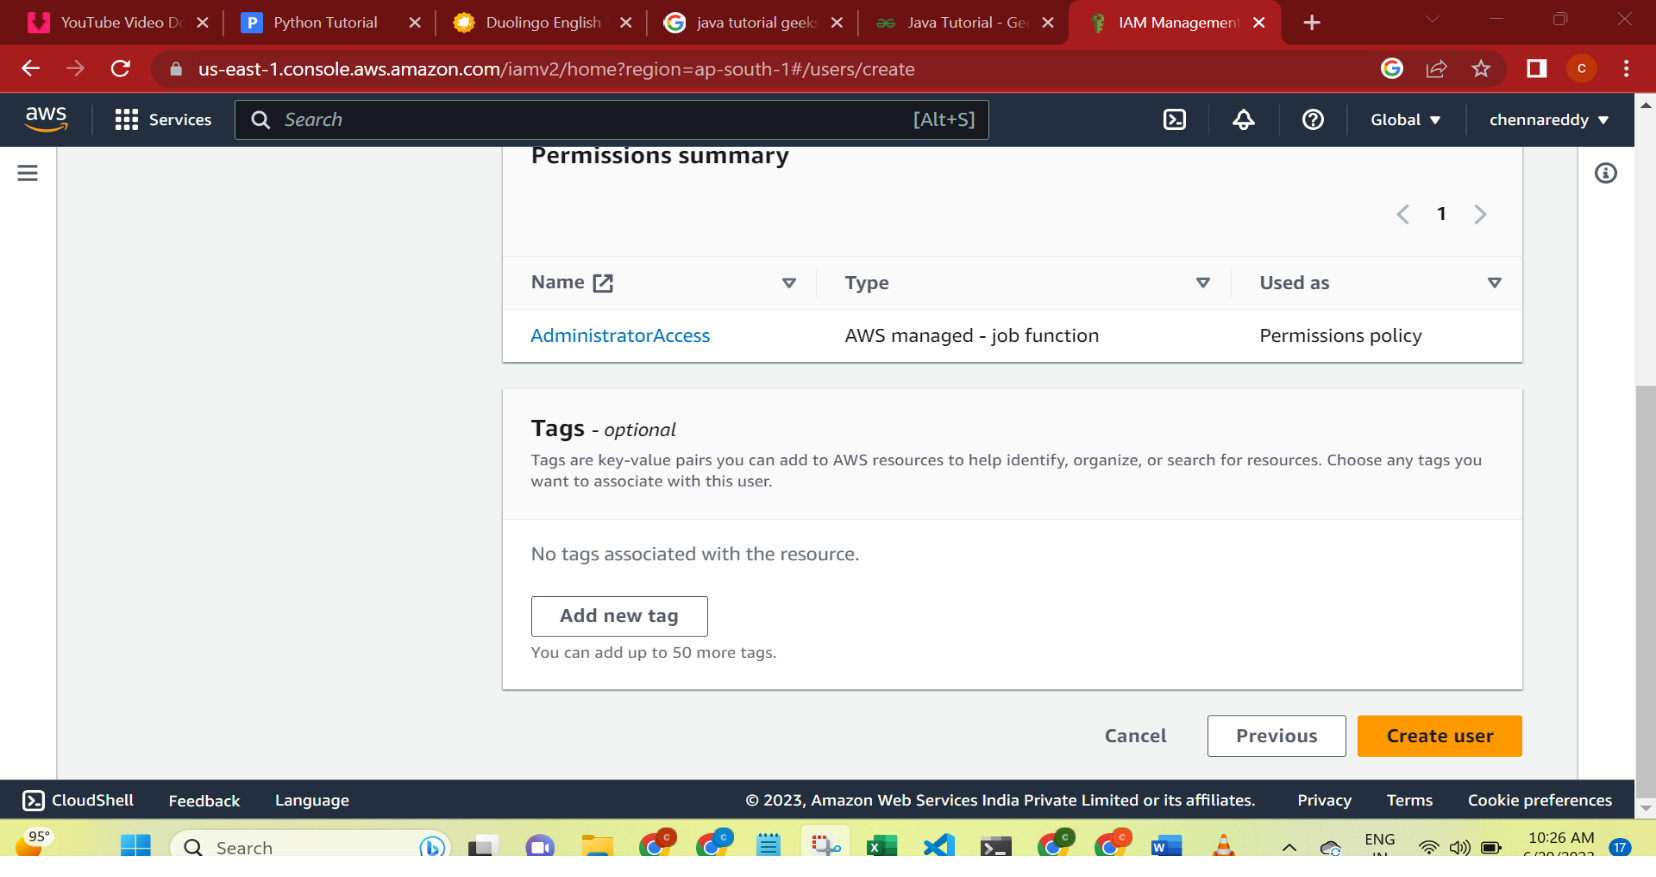 YouTube Video Do
Python Tutorial
Duolingo English
java tutorial geeks
Java Tutorial - Gee
IAM Management
us-east-1.console.aws.amazon.com/iamv2/home?region=ap-south-1#/users/create
C
aws
Services
Search
[Alt+S]
Global
chennareddy
Permissions summary
1
Name
Type
Used as
AdministratorAccess
AWS managed - job function
Permissions policy
Tags - optional
Tags are key-value pairs you can add to AWS resources to help identify, organize, or search for resources. Choose any tags you
want to associate with this user.
No tags associated with the resource.
Add new tag
You can add up to 50 more tags.
Cancel
Previous
Create user
CloudShell
Feedback
Language
© 2023, Amazon Web Services India Private Limited or its affiliates.
Privacy
Terms
Cookie preferences
95°
Search
ENG
IN
10:26 AM
17